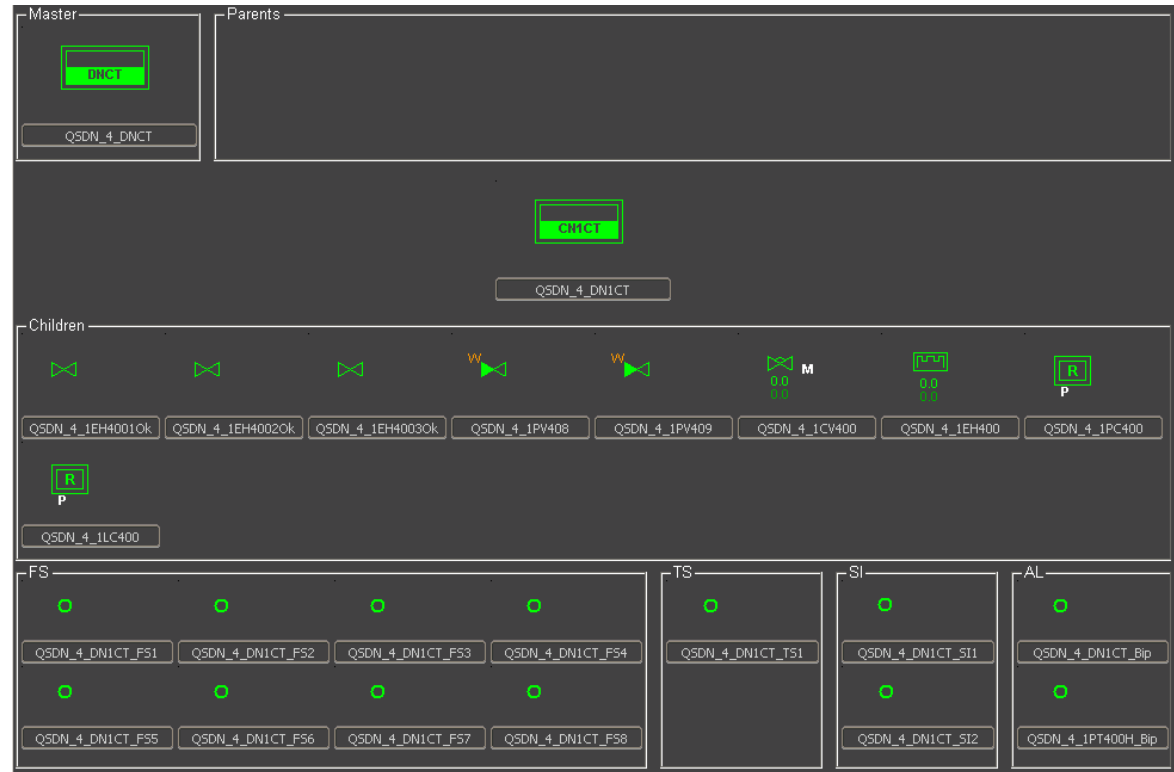 Master
Parents
DNCT
QSDN_4_DNCT
CN1CT
QSDN_4_DN1CT
Children
W W
M
0.0 0.0 R
0.0 0.0 P
QSDN_4_1EH4001Ok QSDN_4_1EH4002Ok QSDN_4_1EH4003Ok QSDN_4_1PV408 QSDN_4_1PV409 QSDN_4_1CV400 QSDN_4_1EH400 QSDN_4_1PC400
R
P
QSDN_4_1LC400
FS
QSDN_4_DN1CT_FS1 QSDN_4_DN1CT_FS2 QSDN_4_DN1CT_FS3 QSDN_4_DN1CT_FS4
QSDN_4_DN1CT_FS5 QSDN_4_DN1CT_FS6 QSDN_4_DN1CT_FS7 QSDN_4_DN1CT_FS8
TS
QSDN_4_DN1CT_TS1
SI
QSDN_4_DN1CT_SI1
QSDN_4_DN1CT_SI2
AL
QSDN_4_DN1CT_Bip
QSDN_4_1PT400H_Bip